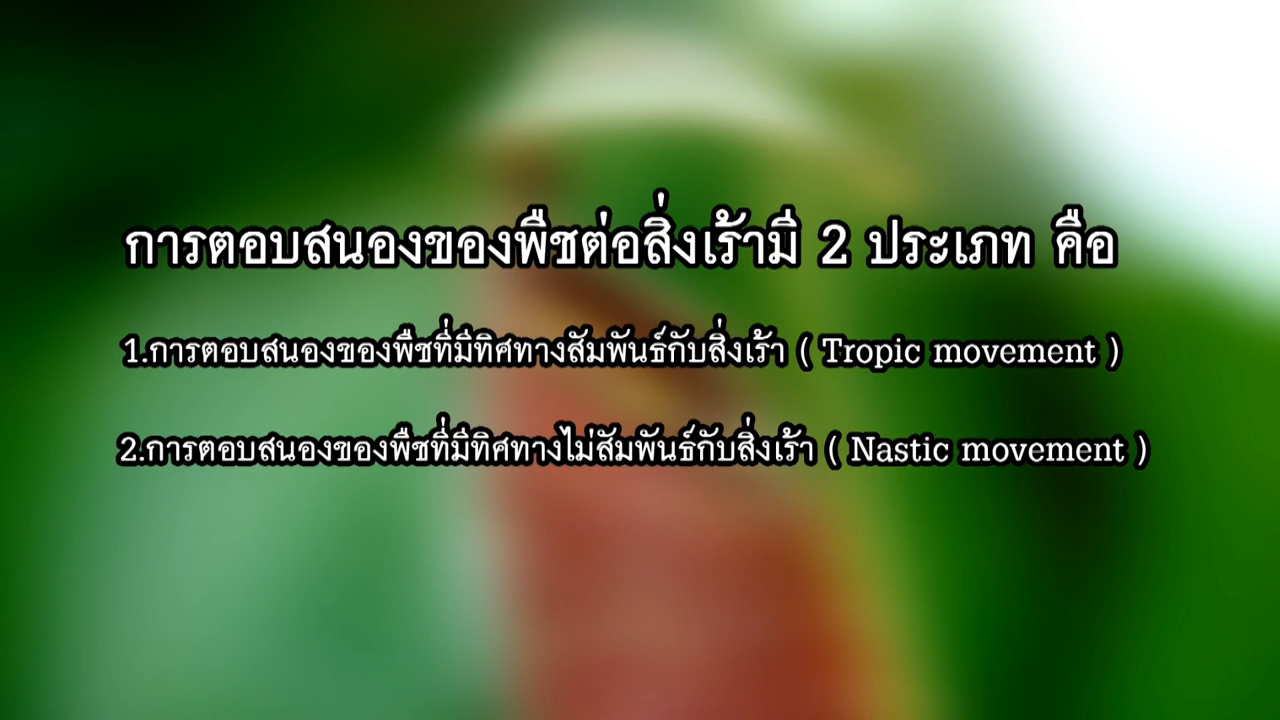 การตอบสนองของพืชต่อสิ่งเร้ามี 2 ประเภท คือ
1.การตอบสนองของพืชที่มีทิศทางสัมพันธ์กับสิ่งเร้า ( Tropic movement )
2.การตอบสนองของพืชที่มีทิศทางไม่สัมพันธ์กับสิ่งเร้า ( Nastic movement )